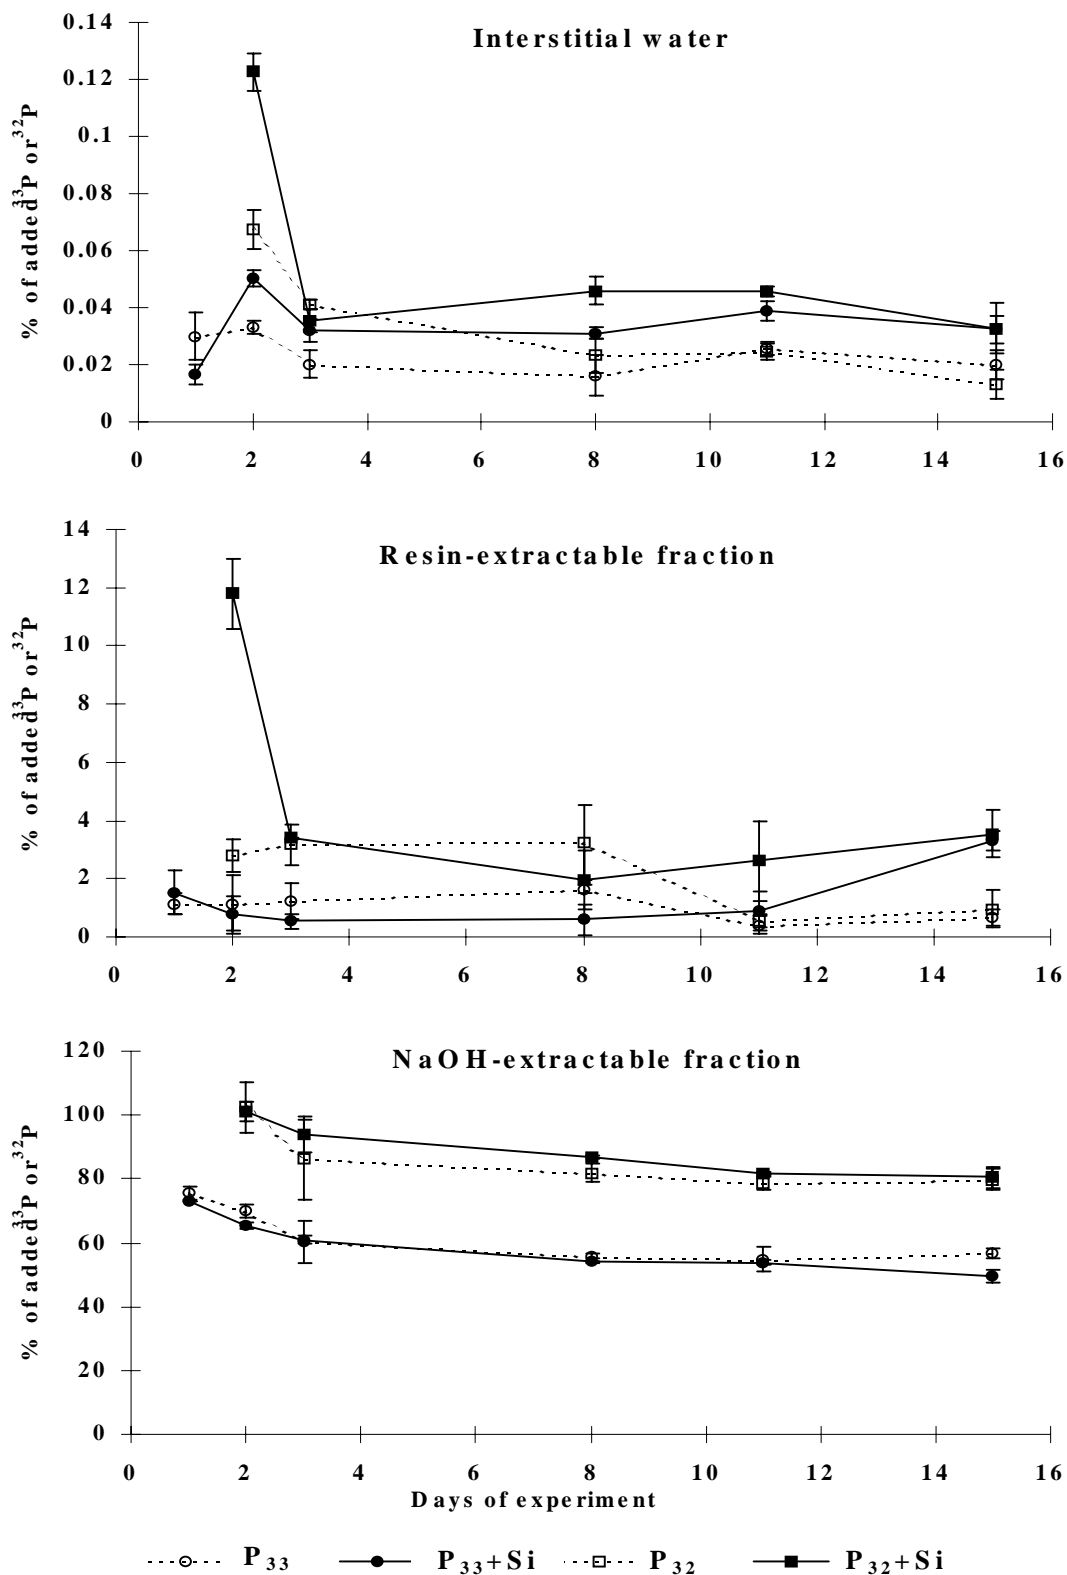 Interstitial water
% of added ³³P or ³²P
0.14
0.12
0.1
0.08
0.06
0.04
0.02
0
0 2 4 6 8 10 12 14 16
Resin-extractable fraction
% of added ³³P or ³²P
14
12
10
8
6
4
2
0
0 2 4 6 8 10 12 14 16
NaOH-extractable fraction
% of added ³³P or ³²P
120
100
80
60
40
20
0
0 2 4 6 8 10 12 14 16
Days of experiment
P₃₃ P₃₃+Si P₃₂ P₃₂+Si